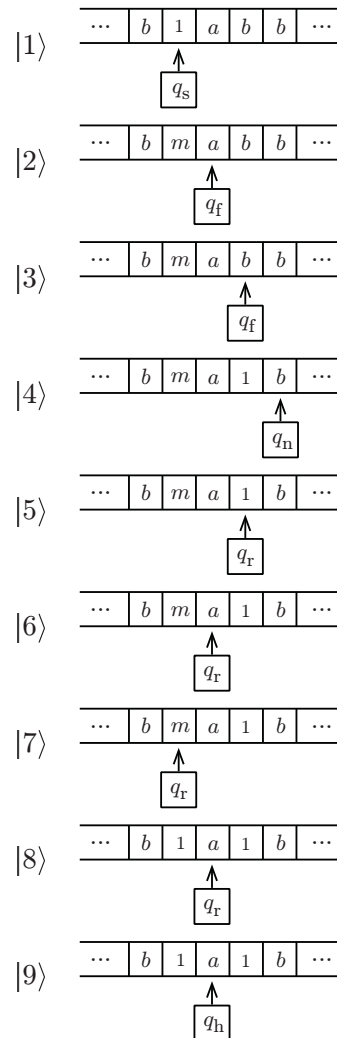 |1⟩ ··· b 1 a b b ···
q_s
|2⟩ ··· b m a b b ···
q_f
|3⟩ ··· b m a b b ···
q_f
|4⟩ ··· b m a 1 b ···
q_n
|5⟩ ··· b m a 1 b ···
q_r
|6⟩ ··· b m a 1 b ···
q_r
|7⟩ ··· b m a 1 b ···
q_r
|8⟩ ··· b 1 a 1 b ···
q_r
|9⟩ ··· b 1 a 1 b ···
q_h